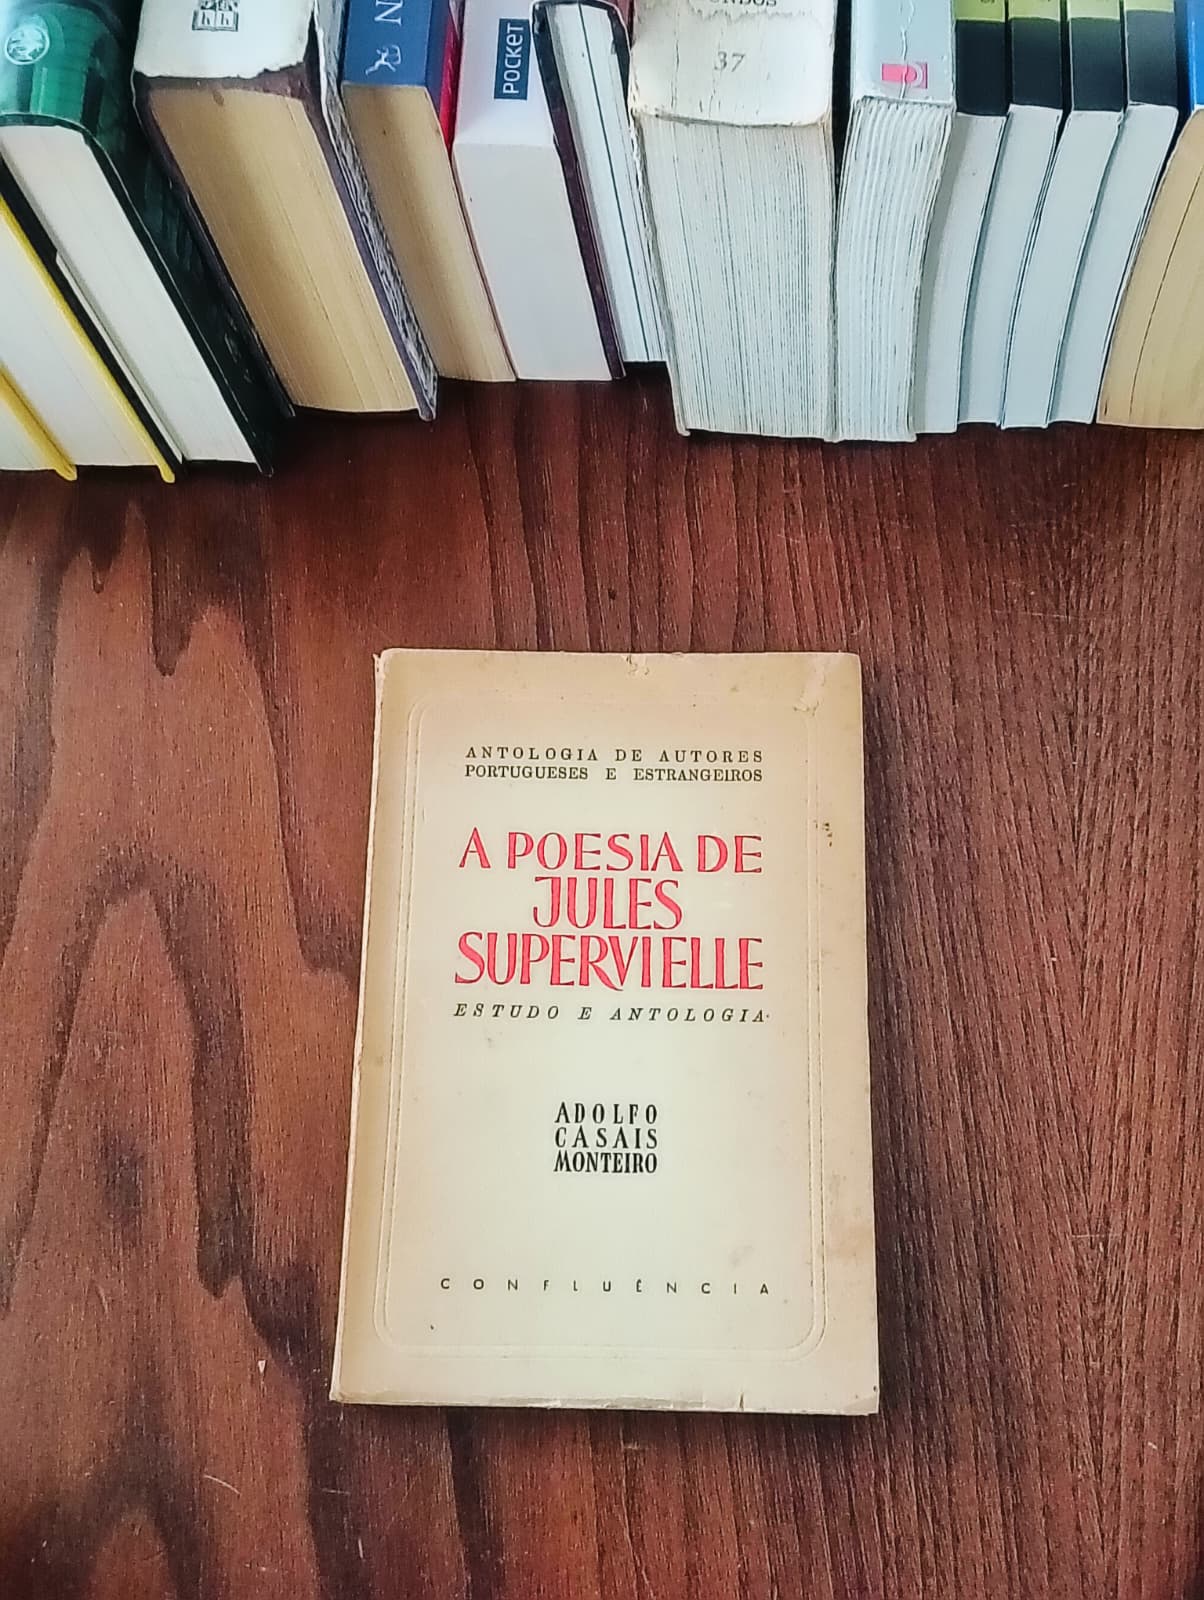 N
POCKET
37
ANTOLOGIA DE AUTORES
PORTUGUESES E ESTRANGEIROS
A POESIA DE
JULES
SUPERVIELLE
ESTUDO E ANTOLOGIA
ADOLFO
CASAIS
MONTEIRO
CONFLUÊNCIA